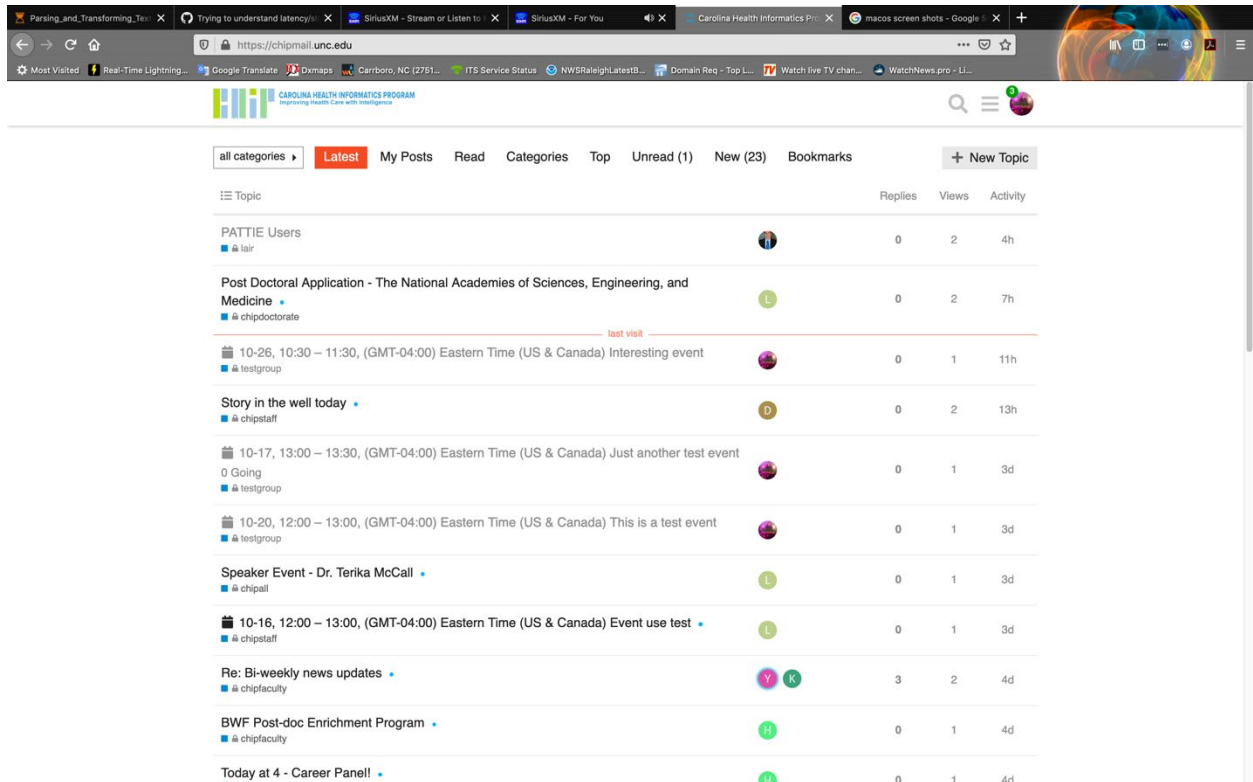 Parsing_and_Transforming_Text
Trying to understand latency/sl
SiriusXM - Stream or Listen to
SiriusXM - For You
Carolina Health Informatics Pro
macos screen shots - Google S
https://chipmail.unc.edu
Most Visited
Real-Time Lightning...
Google Translate
Dxmaps
Carrboro, NC (2751...
ITS Service Status
NWSRaleighLatestB...
Domain Req - Top L...
Watch live TV chan...
WatchNews.pro - Li...
CAROLINA HEALTH INFORMATICS PROGRAM
Improving Health Care with Intelligence
3
all categories
Latest
My Posts
Read
Categories
Top
Unread (1)
New (23)
Bookmarks
+ New Topic
Topic Replies Views Activity
PATTIE Users 0 2 4h
lair
Post Doctoral Application - The National Academies of Sciences, Engineering, and
Medicine L 0 2 7h
chipdoctorate
last visit
10-26, 10:30 – 11:30, (GMT-04:00) Eastern Time (US & Canada) Interesting event 0 1 11h
testgroup
Story in the well today D 0 2 13h
chipstaff
10-17, 13:00 – 13:30, (GMT-04:00) Eastern Time (US & Canada) Just another test event
0 Going 0 1 3d
testgroup
10-20, 12:00 – 13:00, (GMT-04:00) Eastern Time (US & Canada) This is a test event 0 1 3d
testgroup
Speaker Event - Dr. Terika McCall L 0 1 3d
chipall
10-16, 12:00 – 13:00, (GMT-04:00) Eastern Time (US & Canada) Event use test L 0 1 3d
chipstaff
Re: Bi-weekly news updates Y K 3 2 4d
chipfaculty
BWF Post-doc Enrichment Program H 0 1 4d
chipfaculty
Today at 4 - Career Panel! H 0 1 4d